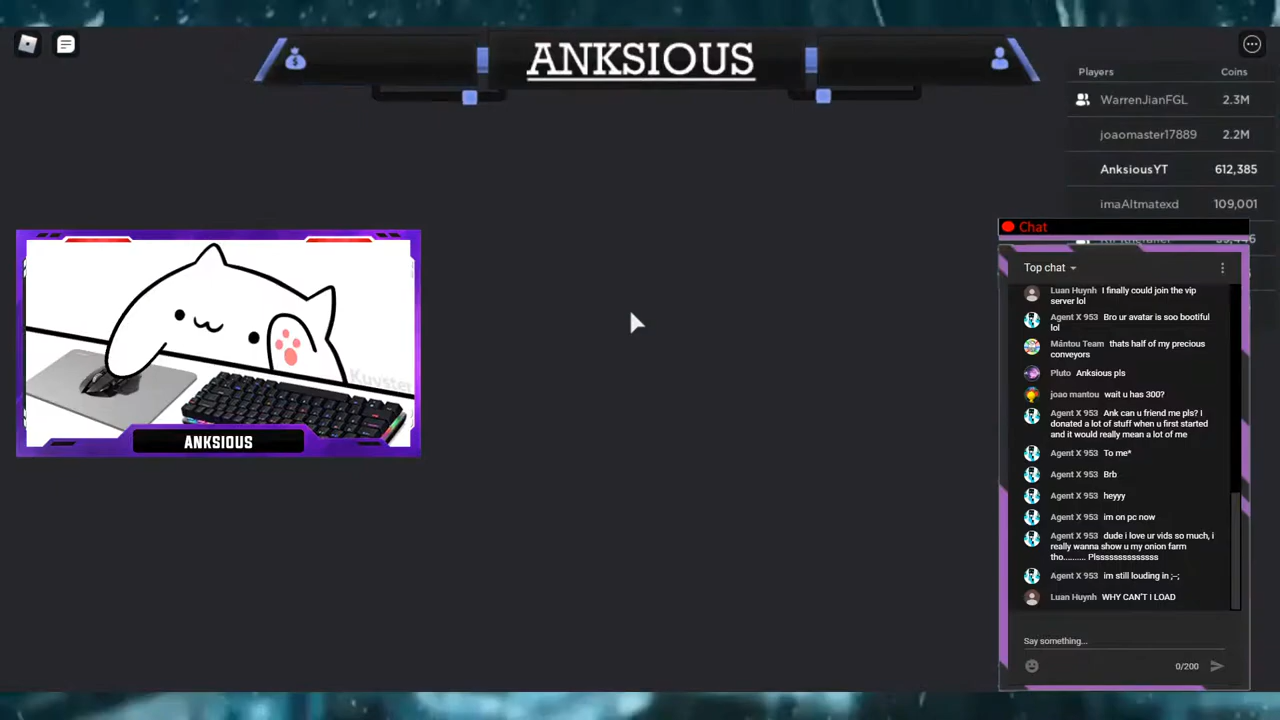 ANKSIOUS
Players Coins
WarrenJianFGL 2.3M
joaomaster17889 2.2M
AnksiousYT 612,385
imaAltmatexd 109,001
Chat
Top chat
Luan Huynh I finally could join the vip
server lol
Agent X 953 Bro ur avatar is soo bootiful
lol
Mántou Team thats half of my precious
conveyors
Pluto Anksious pls
joao mantou wait u has 300?
Agent X 953 Ank can u friend me pls? I
donated a lot of stuff when u first started
and it would really mean a lot of me
Agent X 953 To me*
Agent X 953 Brb
Agent X 953 heyyy
Agent X 953 im on pc now
Agent X 953 dude i love ur vids so much, i
really wanna show u my onion farm
tho.......... Plsssssssssssss
Agent X 953 im still louding in ;–;
Luan Huynh WHY CAN'T I LOAD
Say something...
0/200
Kuvster
ANKSIOUS